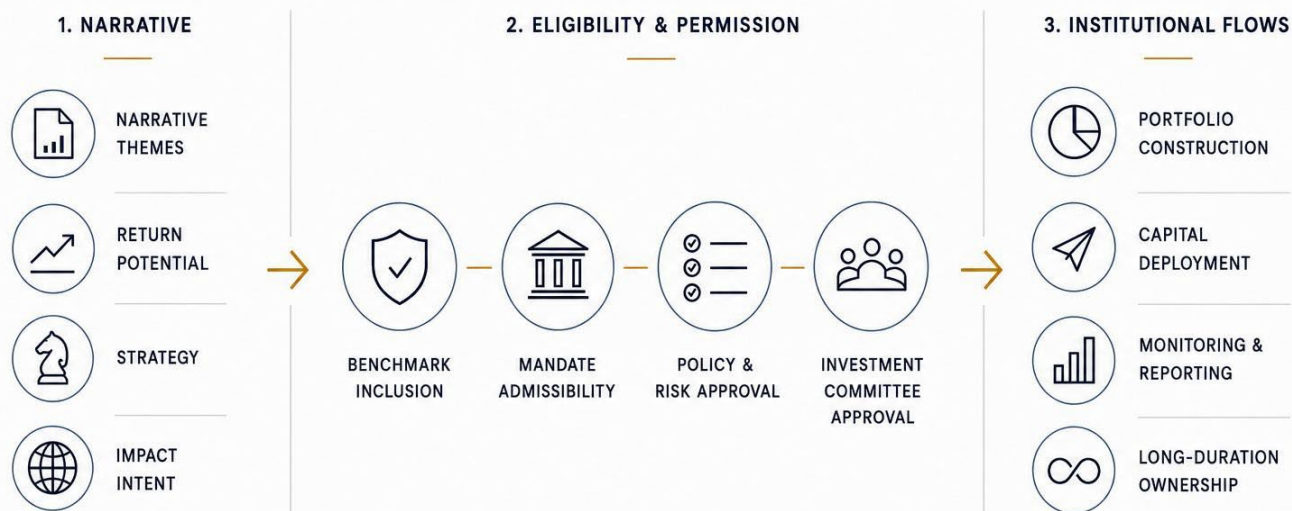 1. NARRATIVE
NARRATIVE
THEMES
RETURN
POTENTIAL
STRATEGY
IMPACT
INTENT
2. ELIGIBILITY & PERMISSION
BENCHMARK
INCLUSION
MANDATE
ADMISSIBILITY
POLICY &
RISK APPROVAL
INVESTMENT
COMMITTEE
APPROVAL
3. INSTITUTIONAL FLOWS
PORTFOLIO
CONSTRUCTION
CAPITAL
DEPLOYMENT
MONITORING &
REPORTING
LONG-DURATION
OWNERSHIP